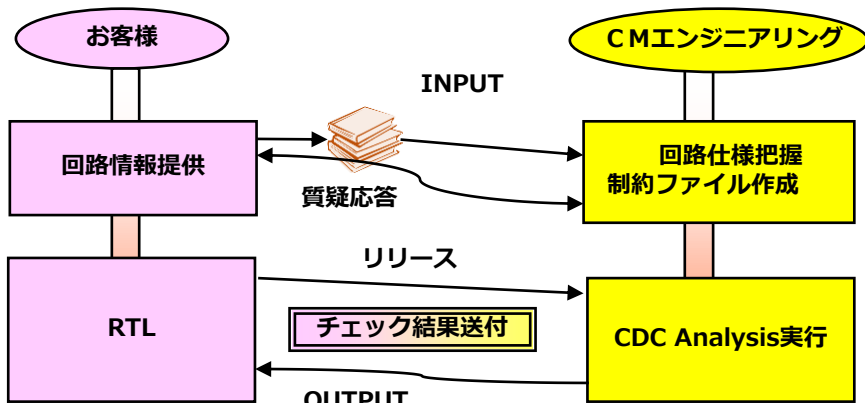 お客様
CMエンジニアリング
INPUT
回路情報提供
回路仕様把握
制約ファイル作成
質疑応答
リリース
RTL
チェック結果送付
CDC Analysis実行
OUTPUT